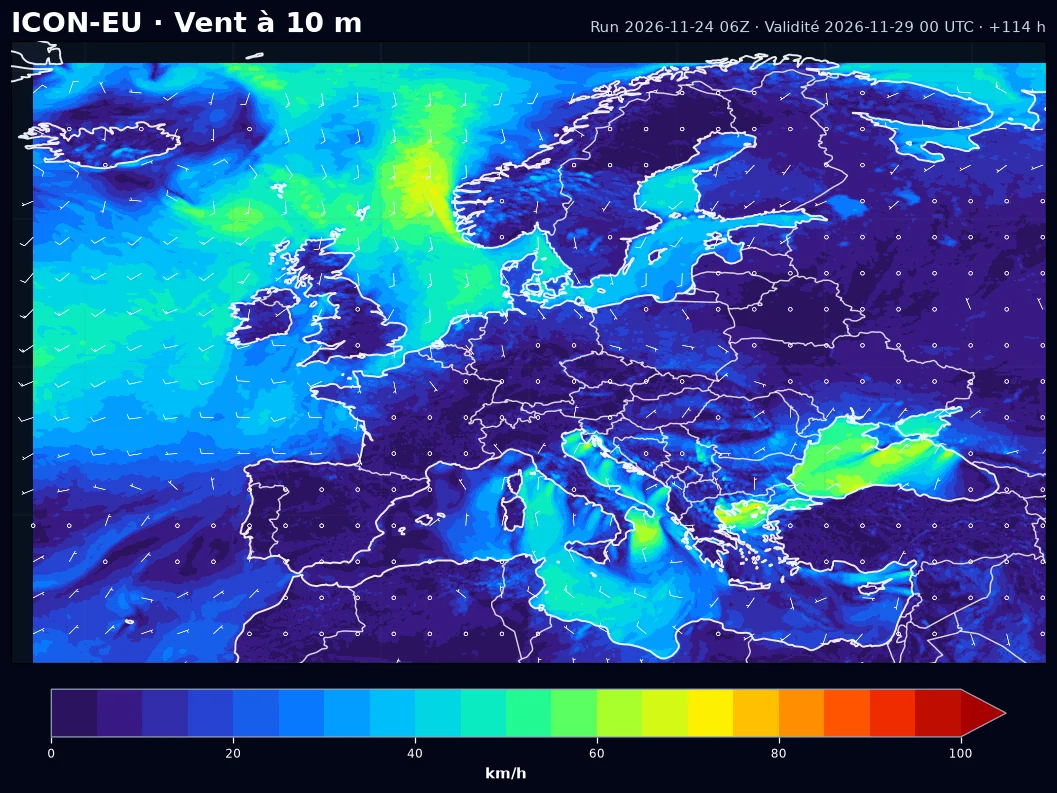 ICON-EU · Vent à 10 m
Run 2026-11-24 06Z · Validité 2026-11-29 00 UTC · +114 h
0 20 40 60 80 100
km/h